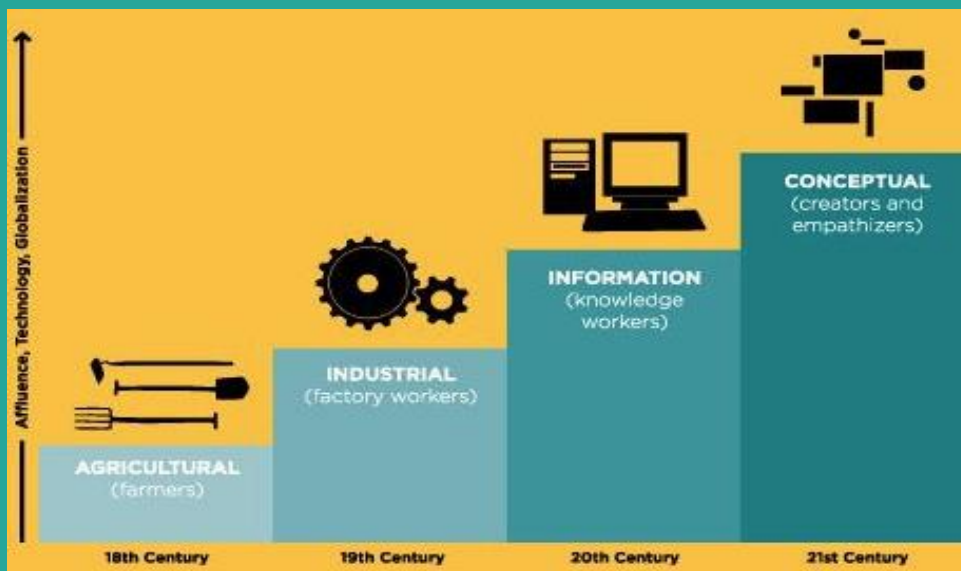 Affluence, Technology, Globalization
AGRICULTURAL
(farmers)
INDUSTRIAL
(factory workers)
INFORMATION
(knowledge
workers)
CONCEPTUAL
(creators and
empathizers)
18th Century
19th Century
20th Century
21st Century